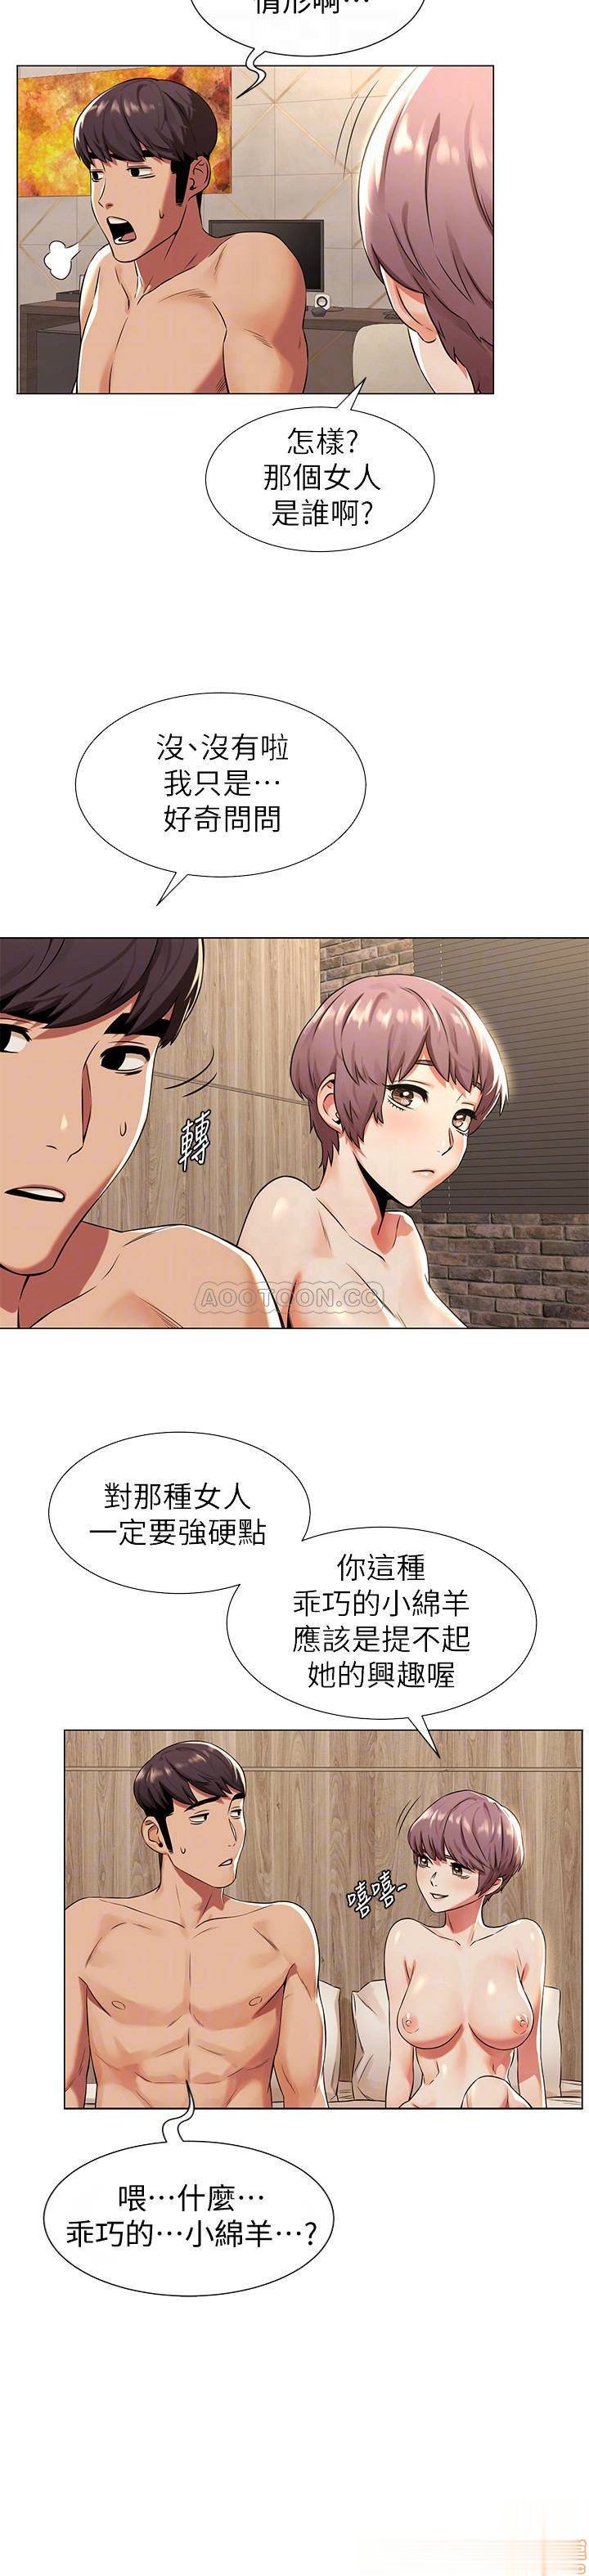 情形啊…
怎樣?
那個女人
是誰啊?
沒、沒有啦
我只是…
好奇問問
轉
AOOTOON.CC
對那種女人
一定要強硬點
你這種
乖巧的小綿羊
應該是提不起
她的興趣喔
嘻嘻~
喂…什麼…
乖巧的…小綿羊…?